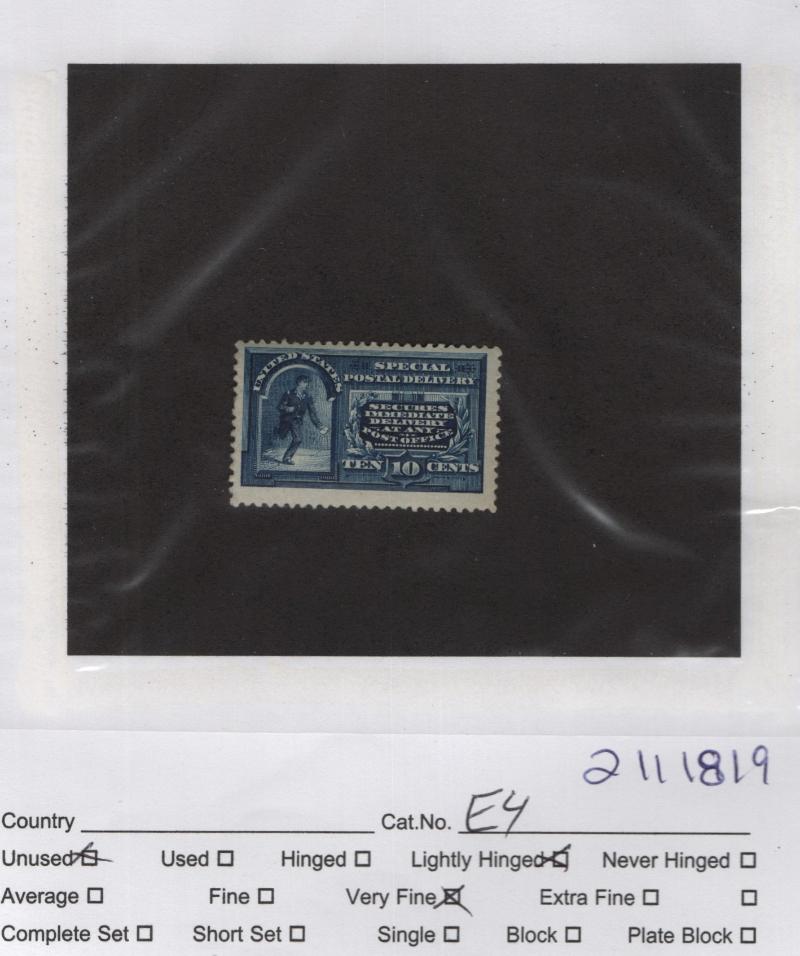 UNITED STATES
SPECIAL
POSTAL DELIVERY
SECURES
IMMEDIATE
DELIVERY
AT ANY
POST OFFICE
TEN 10 CENTS
2111819
Country Cat.No. E4
Unused Used Hinged Lightly Hinged Never Hinged
Average Fine Very Fine Extra Fine
Complete Set Short Set Single Block Plate Block